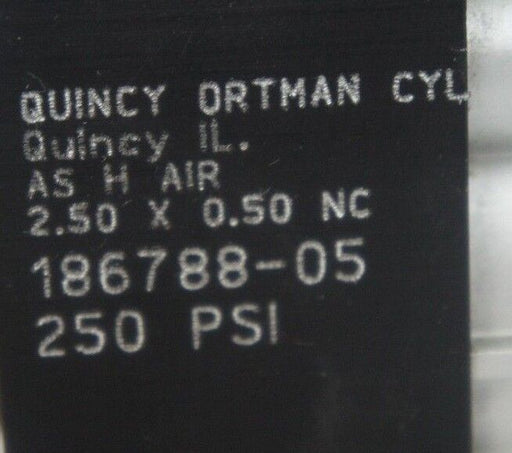 QUINCY ORTMAN CYL
Quincy IL.
AS H AIR
2.50 X 0.50 NC
186788-05
250 PSI